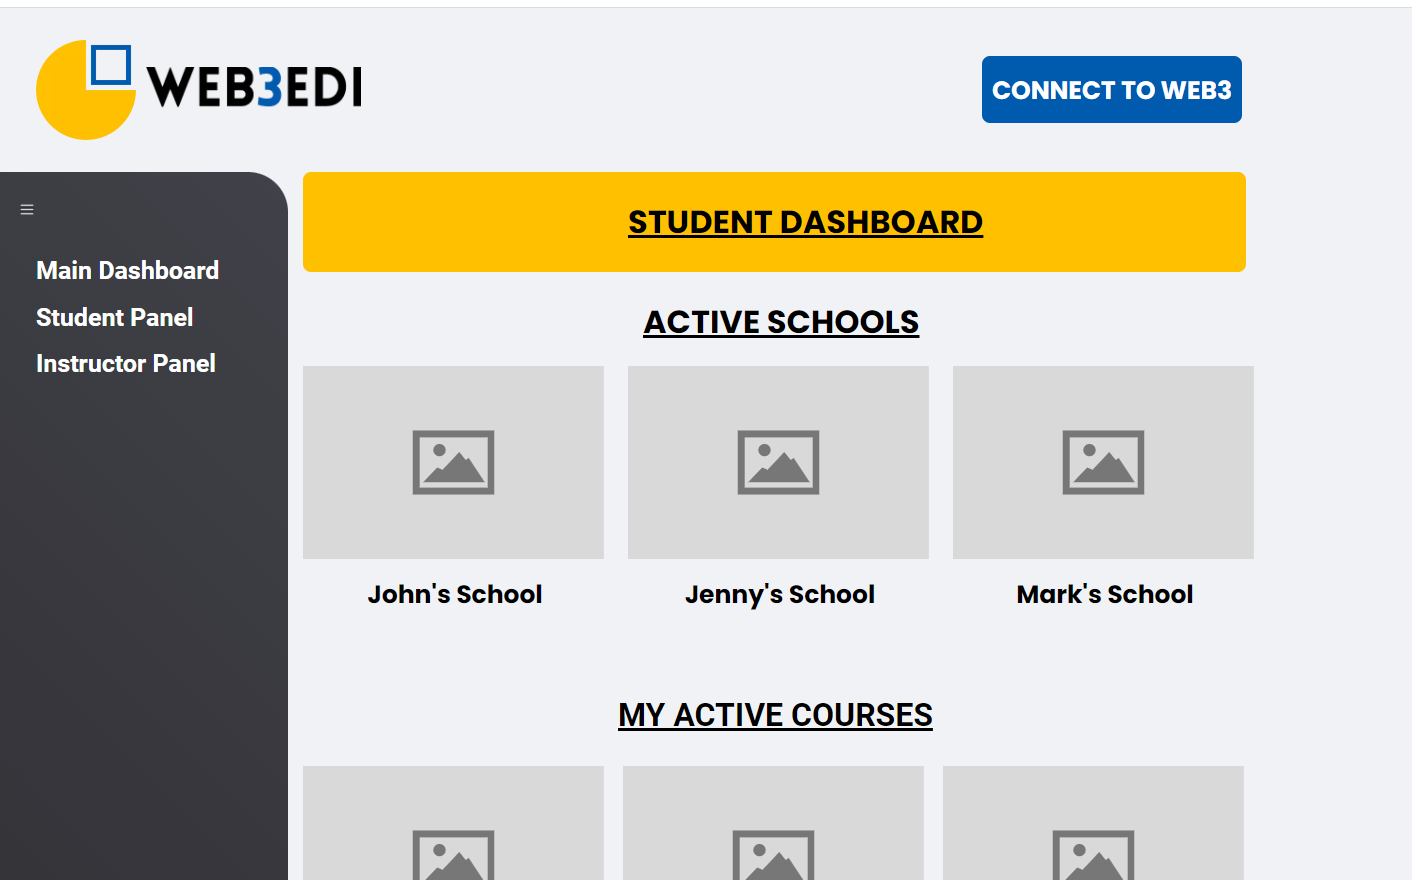 WEB3EDI
CONNECT TO WEB3
Main Dashboard
Student Panel
Instructor Panel
STUDENT DASHBOARD
ACTIVE SCHOOLS
John's School
Jenny's School
Mark's School
MY ACTIVE COURSES